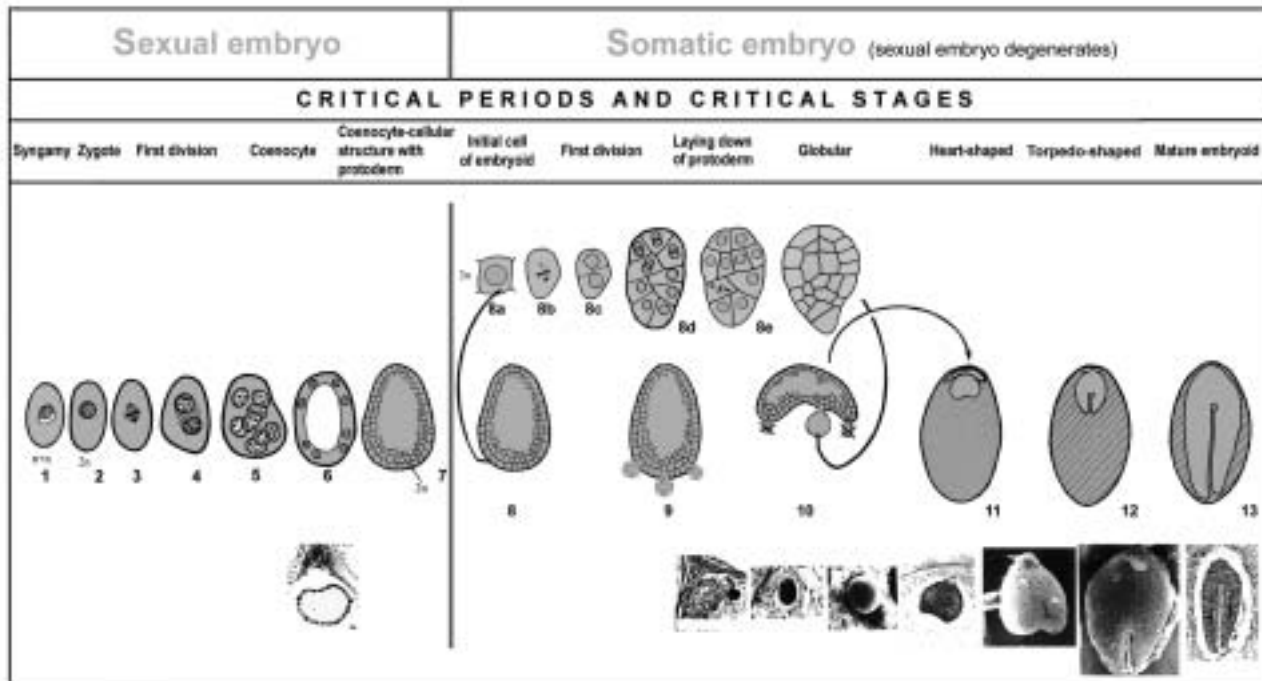 Sexual embryo
Somatic embryo (sexual embryo degenerates)
CRITICAL PERIODS AND CRITICAL STAGES
Syngamy
Zygote
First division
Coenocyte
Coenocyte-cellular
structure with
protoderm
Initial cell
of embryoid
First division
Laying down
of protoderm
Globular
Heart-shaped
Torpedo-shaped
Mature embryoid
8a
8b
8c
8d
8e
2n
1
2
3
4
5
6
7
8
9
10
11
12
13